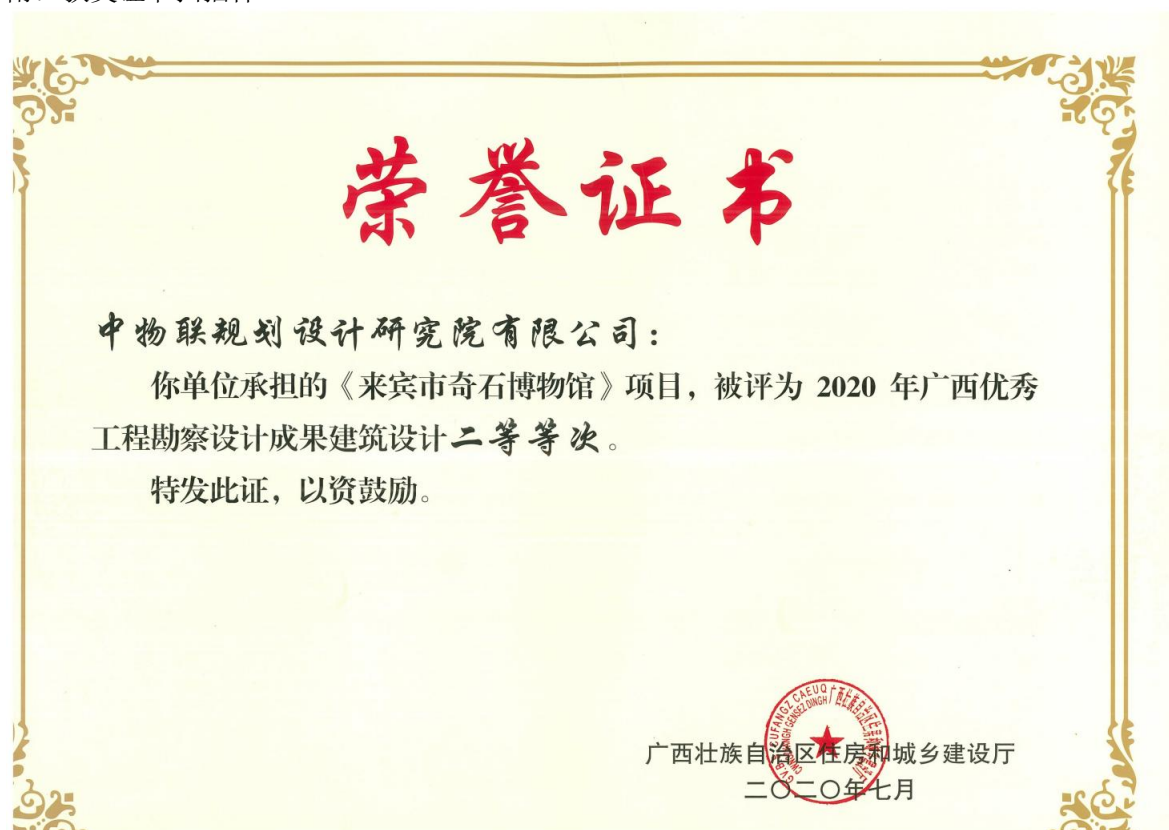 荣誉证书
中物联规划设计研究院有限公司：
你单位承担的《来宾市奇石博物馆》项目，被评为 2020 年广西优秀
工程勘察设计成果建筑设计二等等次。
特发此证，以资鼓励。
广西壮族自治区住房和城乡建设厅
二〇二〇年七月